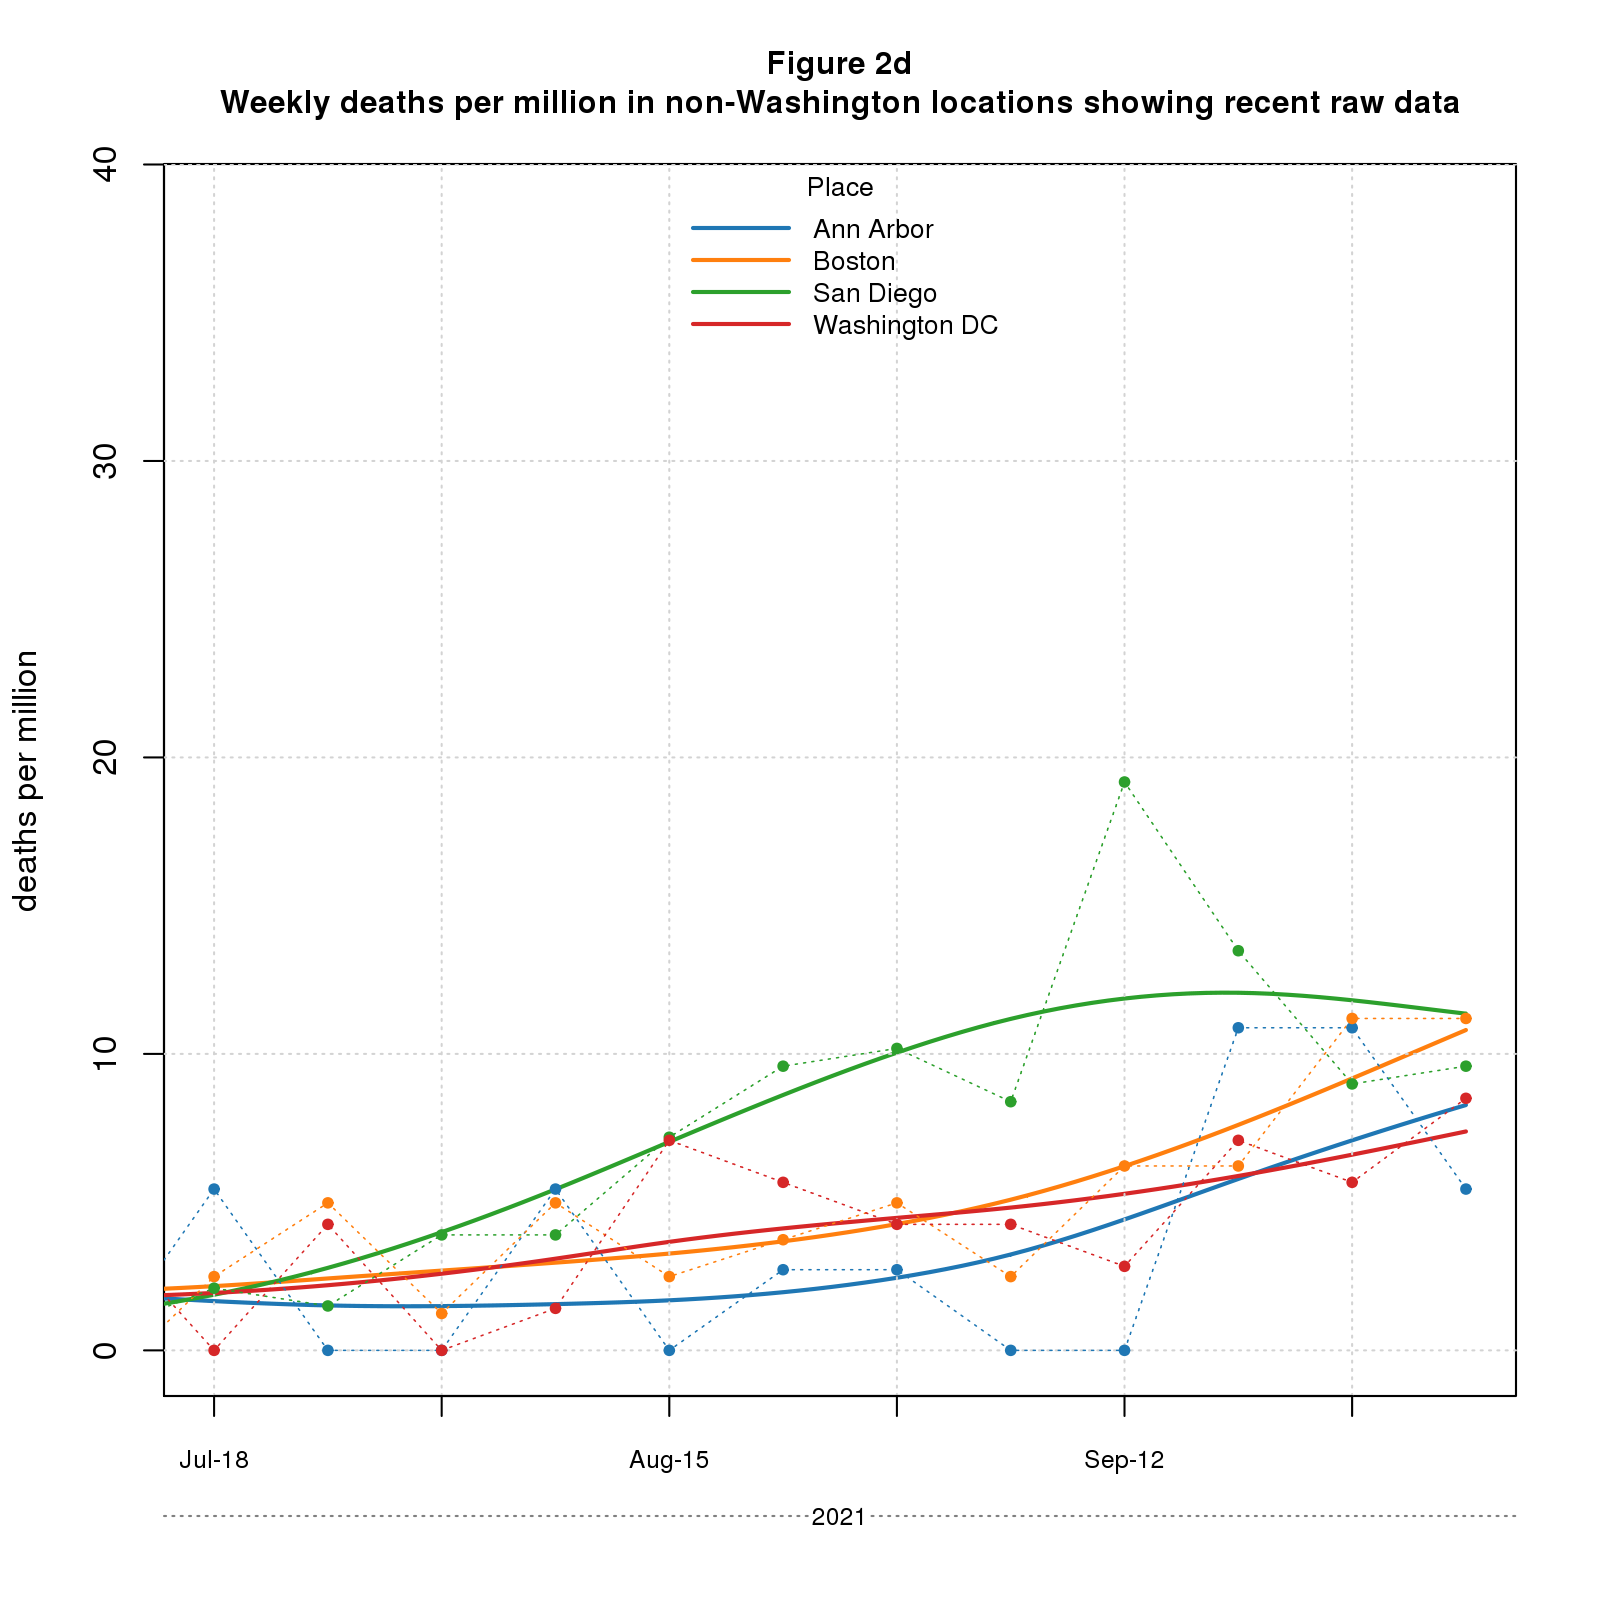 Figure 2d
Weekly deaths per million in non-Washington locations showing recent raw data
deaths per million
40
30
20
10
0
Place
Ann Arbor
Boston
San Diego
Washington DC
Jul-18
Aug-15
Sep-12
2021